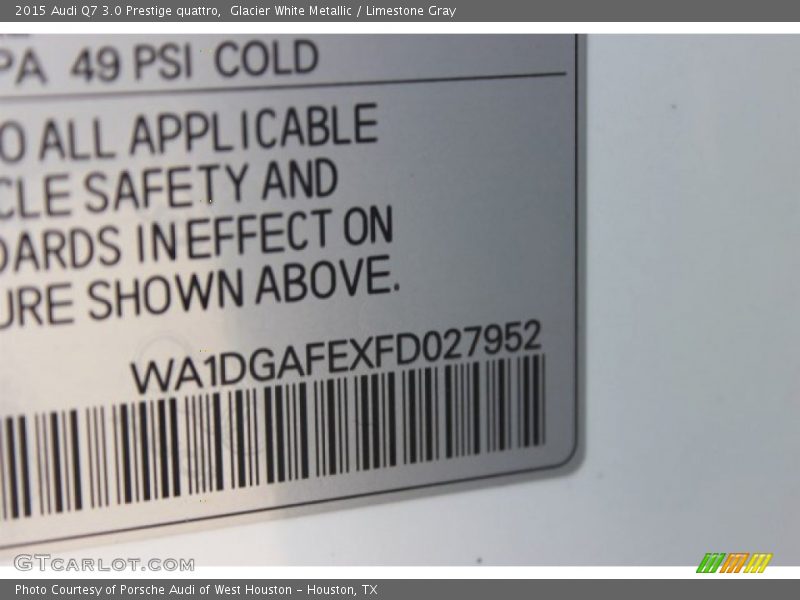 2015 Audi Q7 3.0 Prestige quattro,  Glacier White Metallic / Limestone Gray
PA 49 PSI COLD
O ALL APPLICABLE
CLE SAFETY AND
DARDS IN EFFECT ON
URE SHOWN ABOVE.
WA1DGAFEXFD027952
GTCARLOT.COM
Photo Courtesy of Porsche Audi of West Houston - Houston, TX